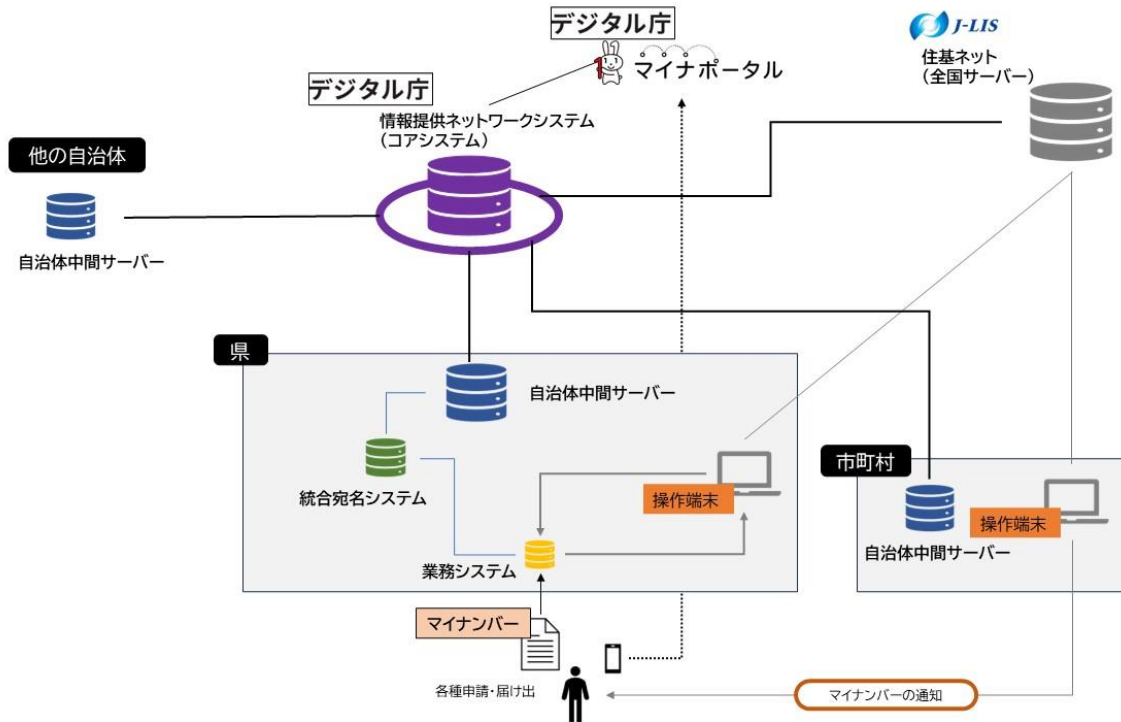 デジタル庁
マイナポータル
J-LIS
住基ネット
(全国サーバー)
デジタル庁
情報提供ネットワークシステム
(コアシステム)
他の自治体
自治体中間サーバー
県
自治体中間サーバー
統合宛名システム
操作端末
業務システム
市町村
操作端末
自治体中間サーバー
マイナンバー
各種申請・届け出
マイナンバーの通知